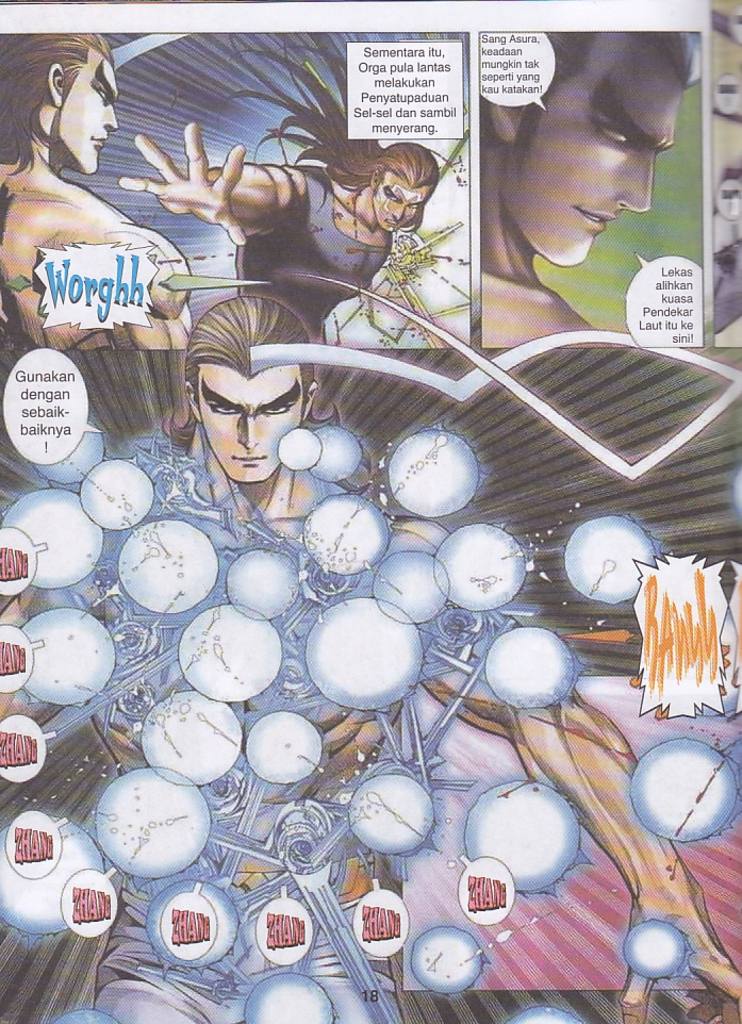 Sementara itu,
Orga pula lantas
melakukan
Penyatupaduan
Sel-sel dan sambil
menyerang.
Worghh
Sang Asura,
keadaan
mungkin tak
seperti yang
kau katakan!
Lekas
alihkan
kuasa
Pendekar
Laut itu ke
sini!
Gunakan
dengan
sebaik-
baiknya
!
ZHANG
ZHANG
ZHANG
ZHANG
ZHANG
ZHANG
ZHANG
ZHANG
ZHANG
18